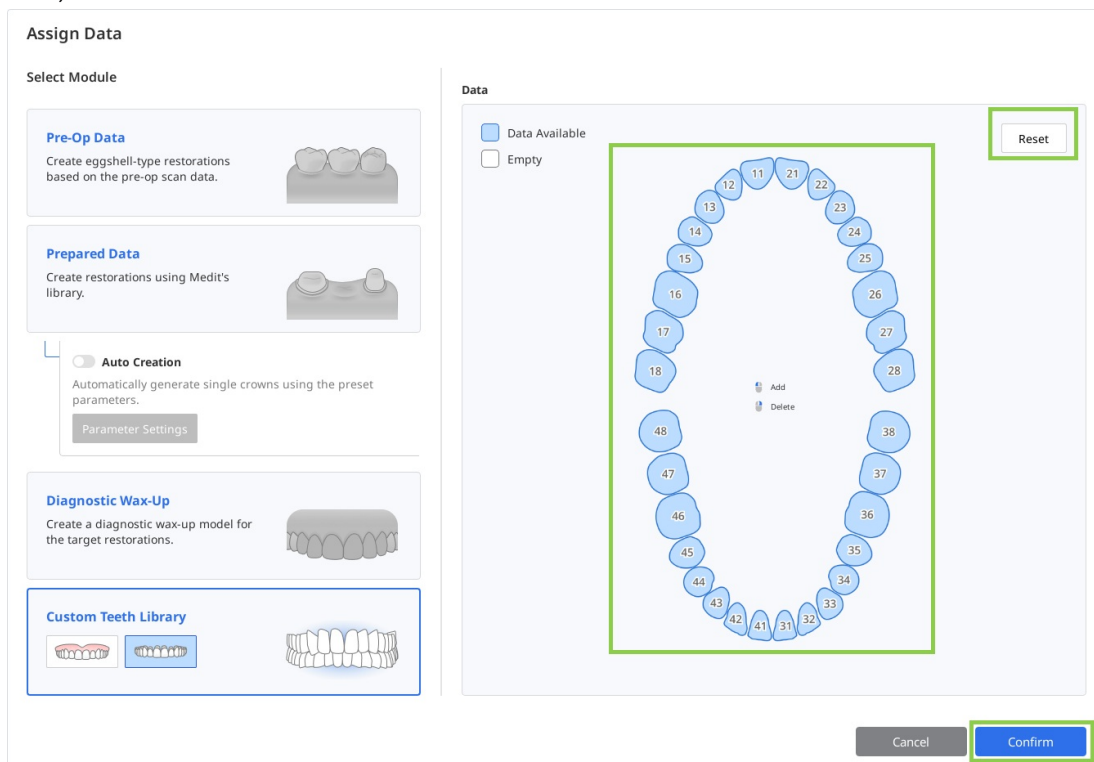 Assign Data
Select Module
Pre-Op Data
Create eggshell-type restorations
based on the pre-op scan data.
Prepared Data
Create restorations using Medit's
library.
Auto Creation
Automatically generate single crowns using the preset
parameters.
Parameter Settings
Diagnostic Wax-Up
Create a diagnostic wax-up model for
the target restorations.
Custom Teeth Library
Data
Data Available
Empty
Reset
11 21
12 22
13 23
14 24
15 25
16 26
17 27
18 28
Add
Delete
48 38
47 37
46 36
45 35
44 34
43 33
42 41 31 32
Cancel
Confirm